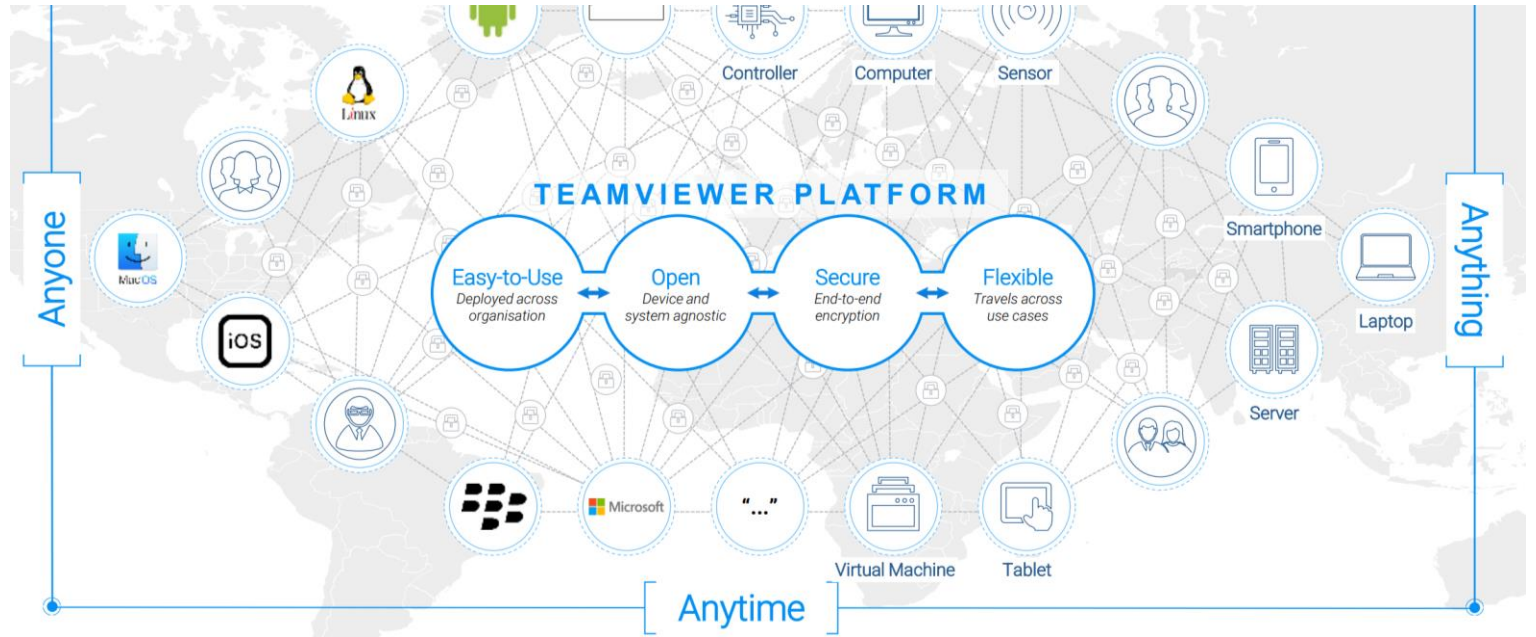 Controller
Computer
Sensor
Linux
TEAMVIEWER PLATFORM
Anyone
Anything
MacOS
Smartphone
Easy-to-Use
Deployed across
organisation
Open
Device and
system agnostic
Secure
End-to-end
encryption
Flexible
Travels across
use cases
Laptop
iOS
Server
Microsoft
“...”
Virtual Machine
Tablet
Anytime